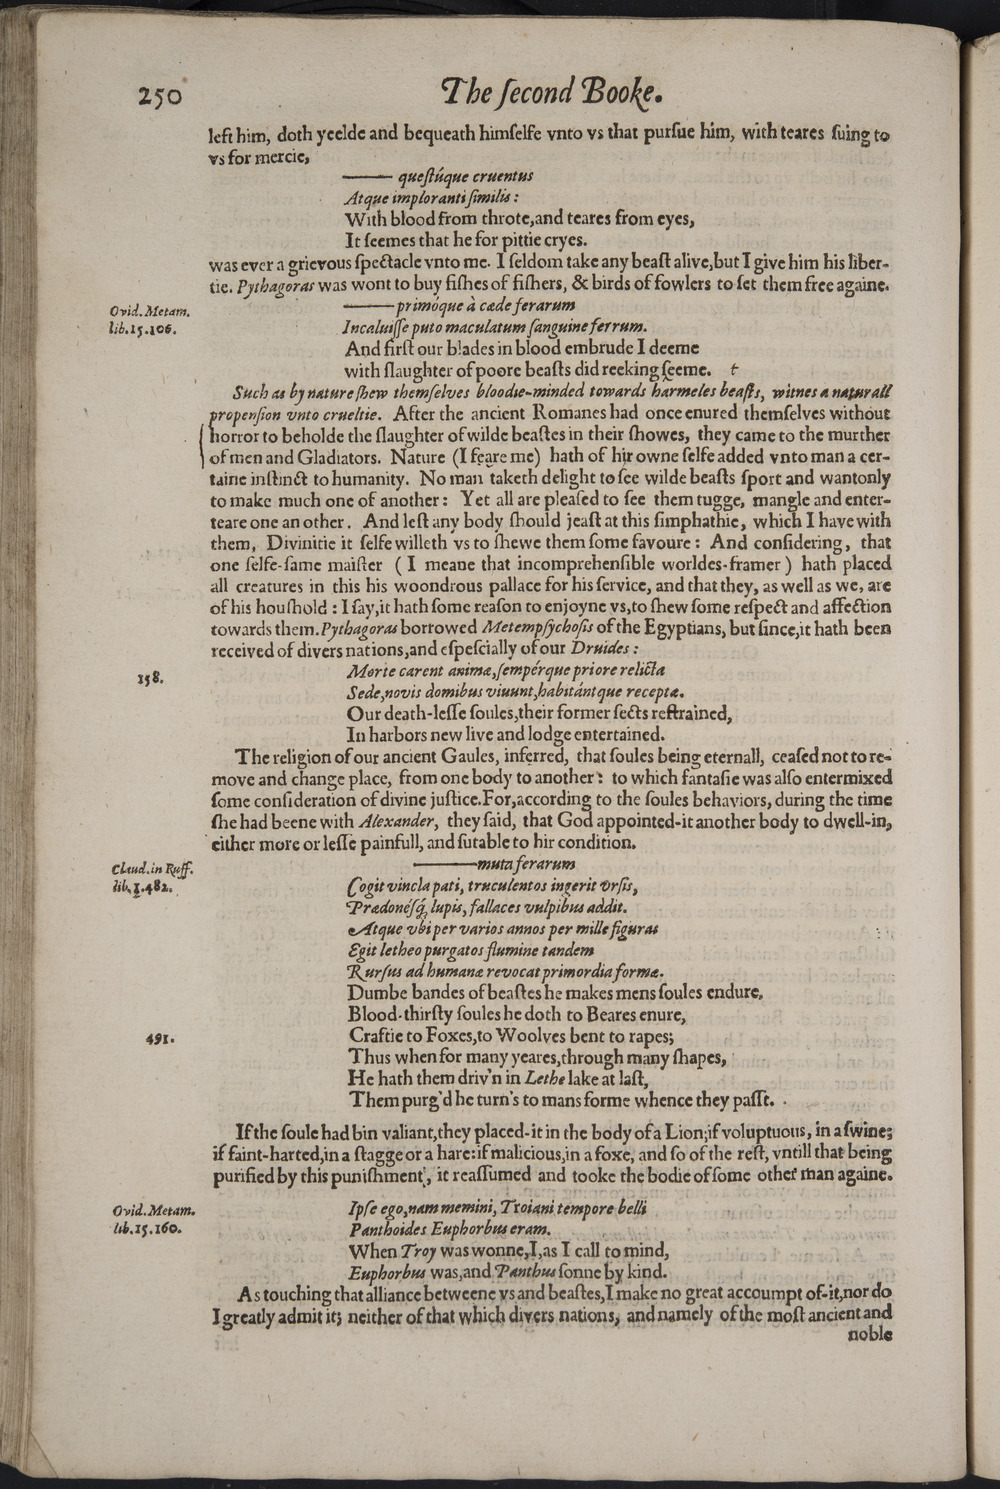 250
The ſecond Booke.
left him, doth yeelde and bequeath himſelfe vnto vs that purſue him, with teares ſuing to
vs for mercie,
—— queſtúque cruentus
Atque imploranti ſimilis :
With blood from throte,and teares from eyes,
It ſeemes that he for pittie cryes.
was ever a grievous ſpectacle vnto me. I ſeldom take any beaſt alive,but I give him his liber-
tie. Pythagoras was wont to buy fiſhes of fiſhers, & birds of fowlers to ſet them free againe.
Ovid. Metam.
lib.15.106.
——primóque à cæde ferarum
Incaluiſſe puto maculatum ſanguine ferrum.
And firſt our blades in blood embrude I deeme
with ſlaughter of poore beaſts did reeking ſeeme.
Such as by nature ſhew themſelves bloodie-minded towards harmeles beaſts, witnes a naturall
propenſion vnto crueltie. After the ancient Romanes had once enured themſelves without
horror to beholde the ſlaughter of wilde beaſtes in their ſhowes, they came to the murther
of men and Gladiators. Nature (I feare me) hath of hir owne ſelfe added vnto man a cer-
taine inſtinct to humanity. No man taketh delight to ſee wilde beaſts ſport and wantonly
to make much one of another: Yet all are pleaſed to ſee them tugge, mangle and enter-
teare one an other. And leſt any body ſhould jeaſt at this ſimphathie, which I have with
them, Divinitie it ſelfe willeth vs to ſhewe them ſome favoure: And conſidering, that
one ſelfe-ſame maiſter (I meane that incomprehenſible worldes-framer) hath placed
all creatures in this his woondrous pallace for his ſervice, and that they, as well as we, are
of his houſhold : I ſay,it hath ſome reaſon to enjoyne vs,to ſhew ſome reſpect and affection
towards them. Pythagoras borrowed Metempſychoſis of the Egyptians, but ſince,it hath been
received of divers nations,and eſpeſcially of our Druides :
158.
Morte carent animæ,ſempérque priore relicta
Sede,novis domibus viuunt,habitántque receptæ.
Our death-leſſe ſoules,their former ſects reſtrained,
In harbors new live and lodge entertained.
The religion of our ancient Gaules, inferred, that ſoules being eternall, ceaſed not to re-
move and change place, from one body to another: to which fantaſie was alſo entermixed
ſome conſideration of divine juſtice. For,according to the ſoules behaviors, during the time
ſhe had beene with Alexander, they ſaid, that God appointed-it another body to dwell-in,
either more or leſſe painfull, and ſutable to hir condition.
Claud.in Ruff.
lib.1.482.
——muta ferarum
Cogit vincla pati, truculentos ingerit vrſis,
Prædonéſq́; lupis, fallaces vulpibus addit.
Atque vbi per varios annos per mille figuras
Egit letheo purgatos flumine tandem
Rurſus ad humanæ revocat primordia formæ.
Dumbe bandes of beaſtes he makes mens ſoules endure,
Blood-thirſty ſoules he doth to Beares enure,
491.
Craftie to Foxes,to Woolves bent to rapes;
Thus when for many yeares,through many ſhapes,
He hath them driv'n in Lethe lake at laſt,
Them purg'd he turn's to mans forme whence they paſſt.
If the ſoule had bin valiant,they placed-it in the body of a Lion;if voluptuous, in a ſwine;
if faint-harted,in a ſtagge or a hare:if malicious,in a foxe, and ſo of the reſt, vntill that being
purified by this puniſhment, it reaſſumed and tooke the bodie of ſome other man againe.
Ovid. Metam.
lib.15.160.
Ipſe ego,nam memini, Troiani tempore belli
Panthoides Euphorbus eram.
When Troy was wonne,I,as I call to mind,
Euphorbus was,and Panthus ſonne by kind.
As touching that alliance betweene vs and beaſtes,I make no great accoumpt of-it,nor do
I greatly admit it; neither of that which divers nations, and namely of the moſt ancient and
noble